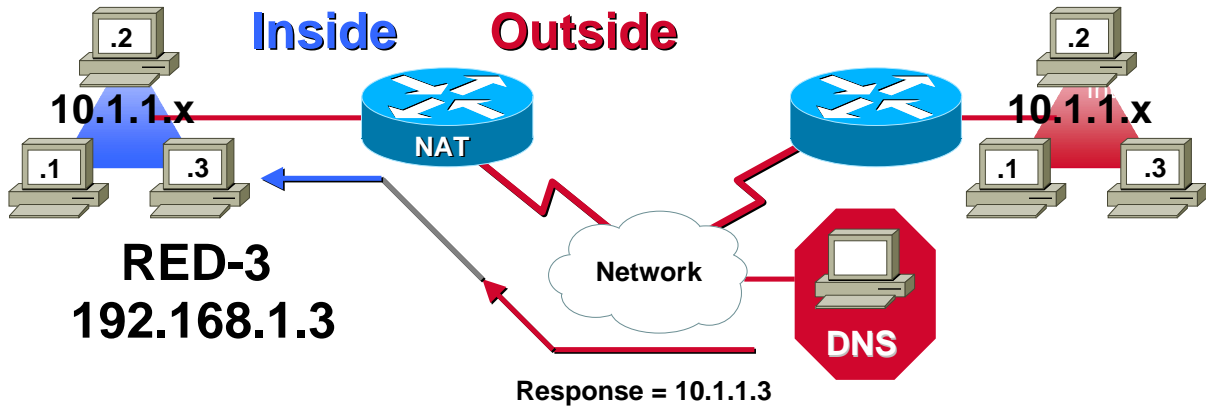 Inside Outside
.2
10.1.1.x
.1
.3
NAT
.2
10.1.1.x
.1
.3
RED-3
192.168.1.3
Network
DNS
Response = 10.1.1.3